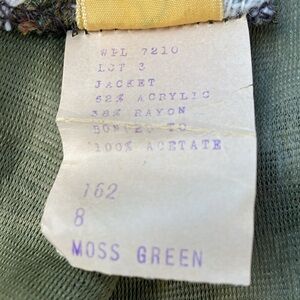 WPL 7210
LOT 3
JACKET
62% ACRYLIC
38% RAYON
BONDED TO
100% ACETATE
162
8
MOSS GREEN